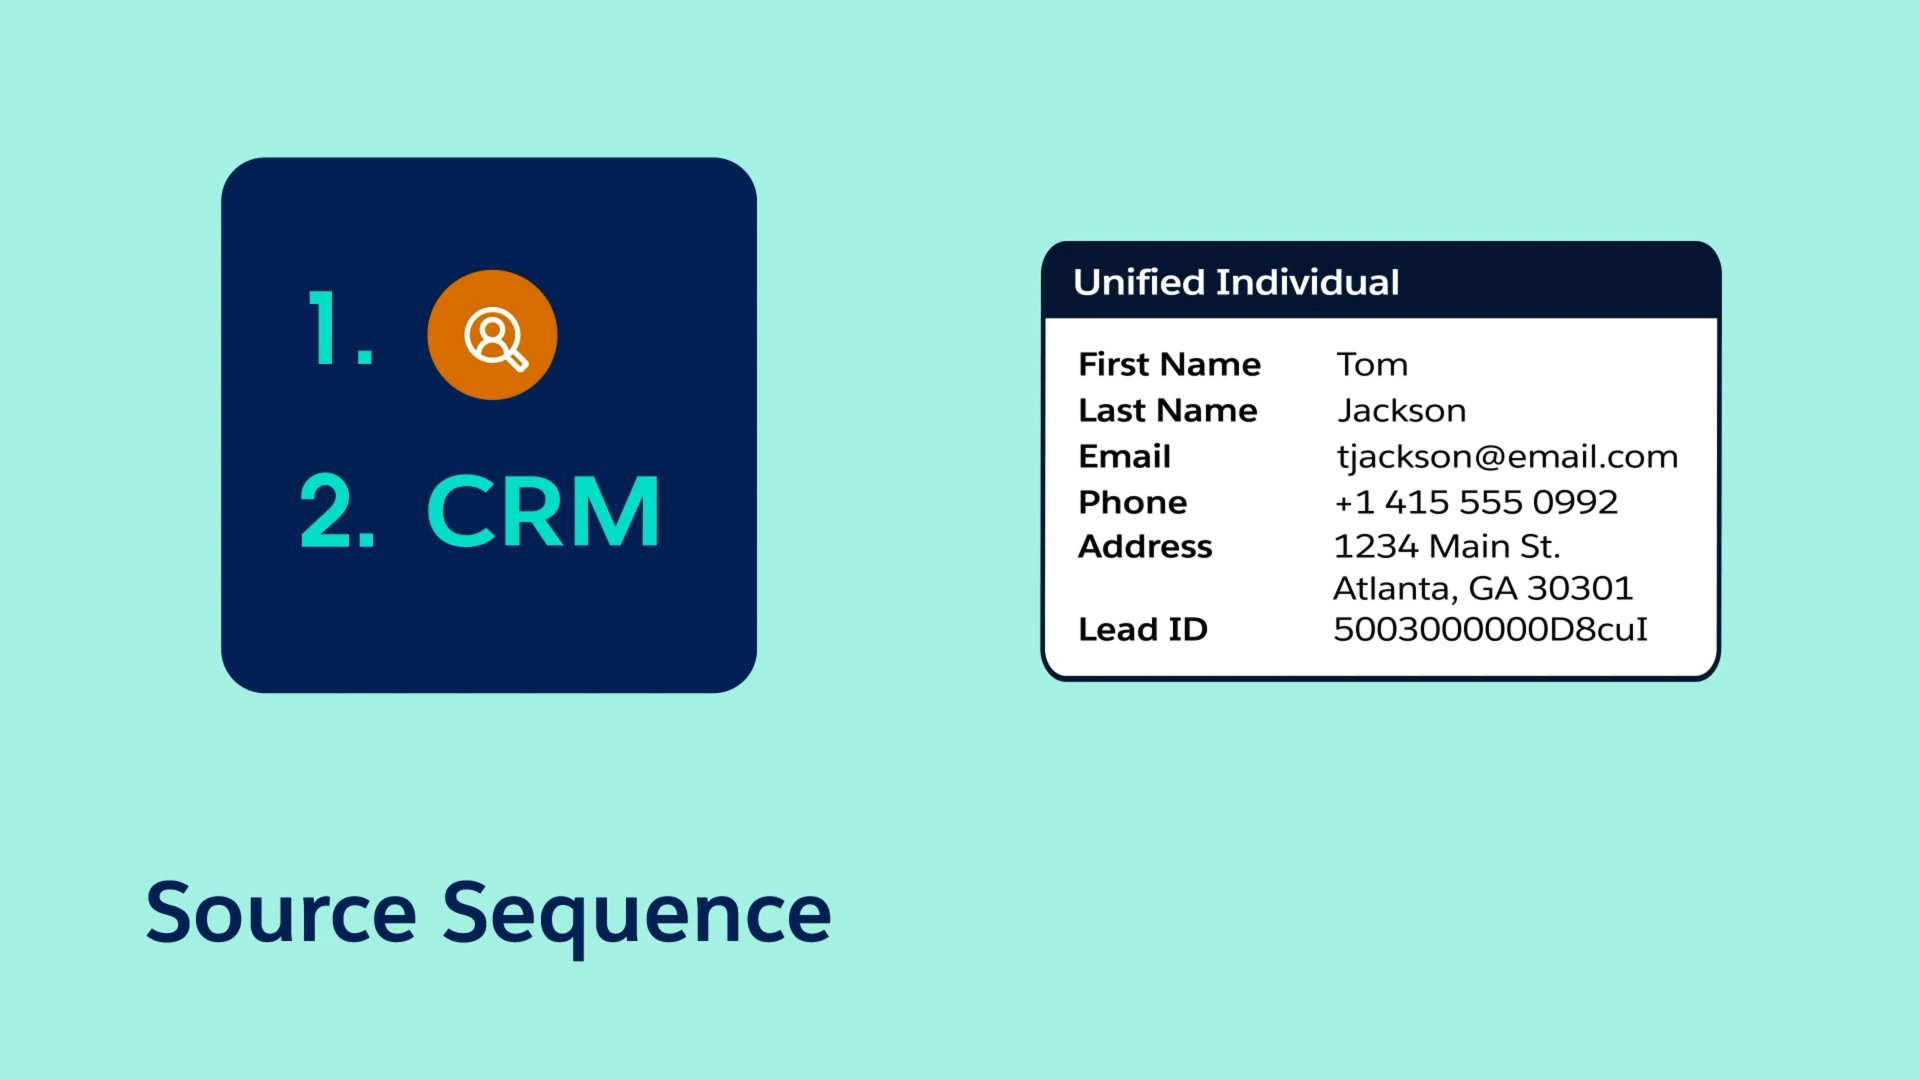 1.
2. CRM
Source Sequence
Unified Individual
First Name Tom
Last Name Jackson
Email tjackson@email.com
Phone +1 415 555 0992
Address 1234 Main St.
Atlanta, GA 30301
Lead ID 5003000000D8cuI